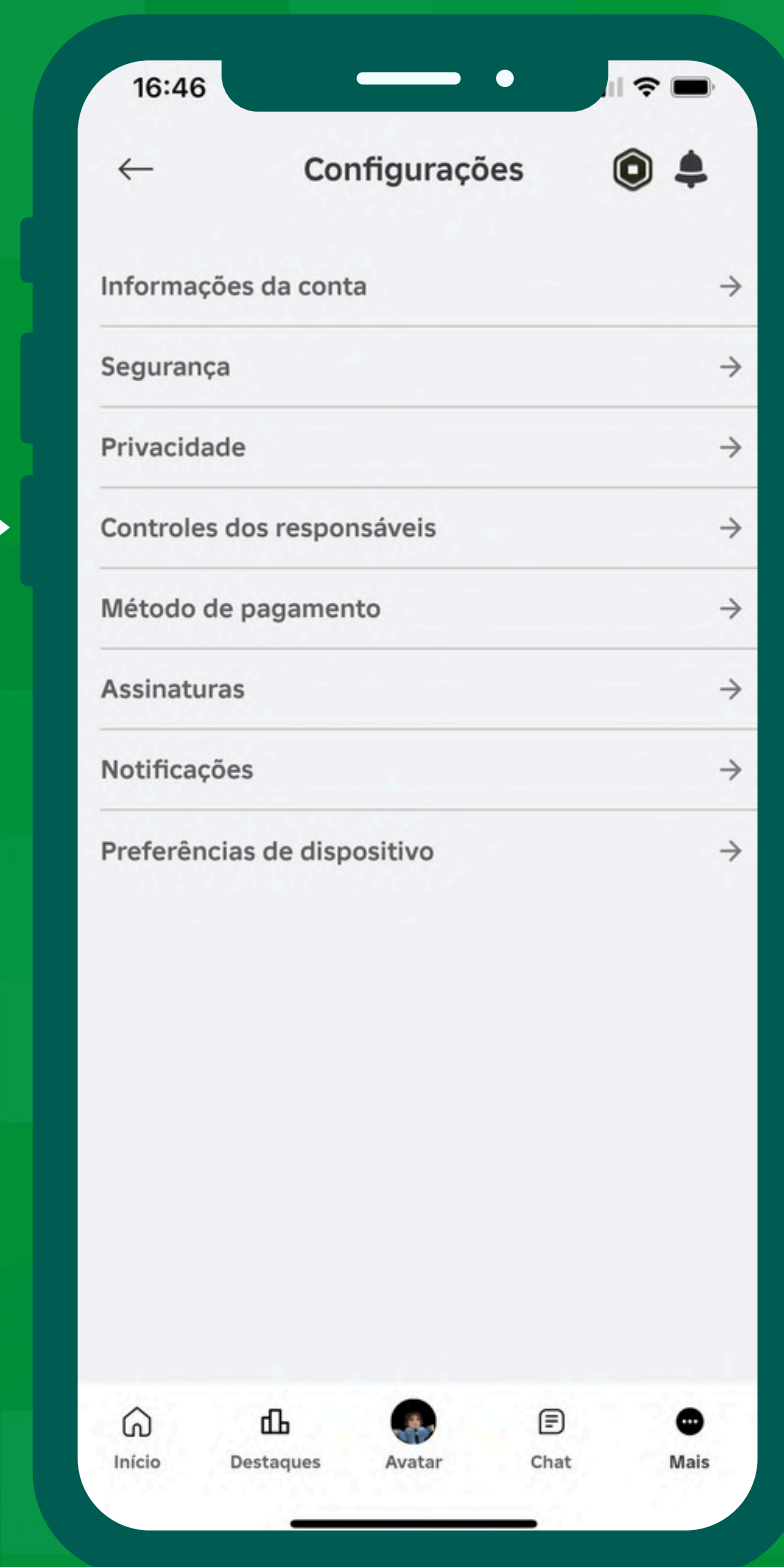 16:46
Configurações
Informações da conta
Segurança
Privacidade
Controles dos responsáveis
Método de pagamento
Assinaturas
Notificações
Preferências de dispositivo
Início
Destaques
Avatar
Chat
Mais